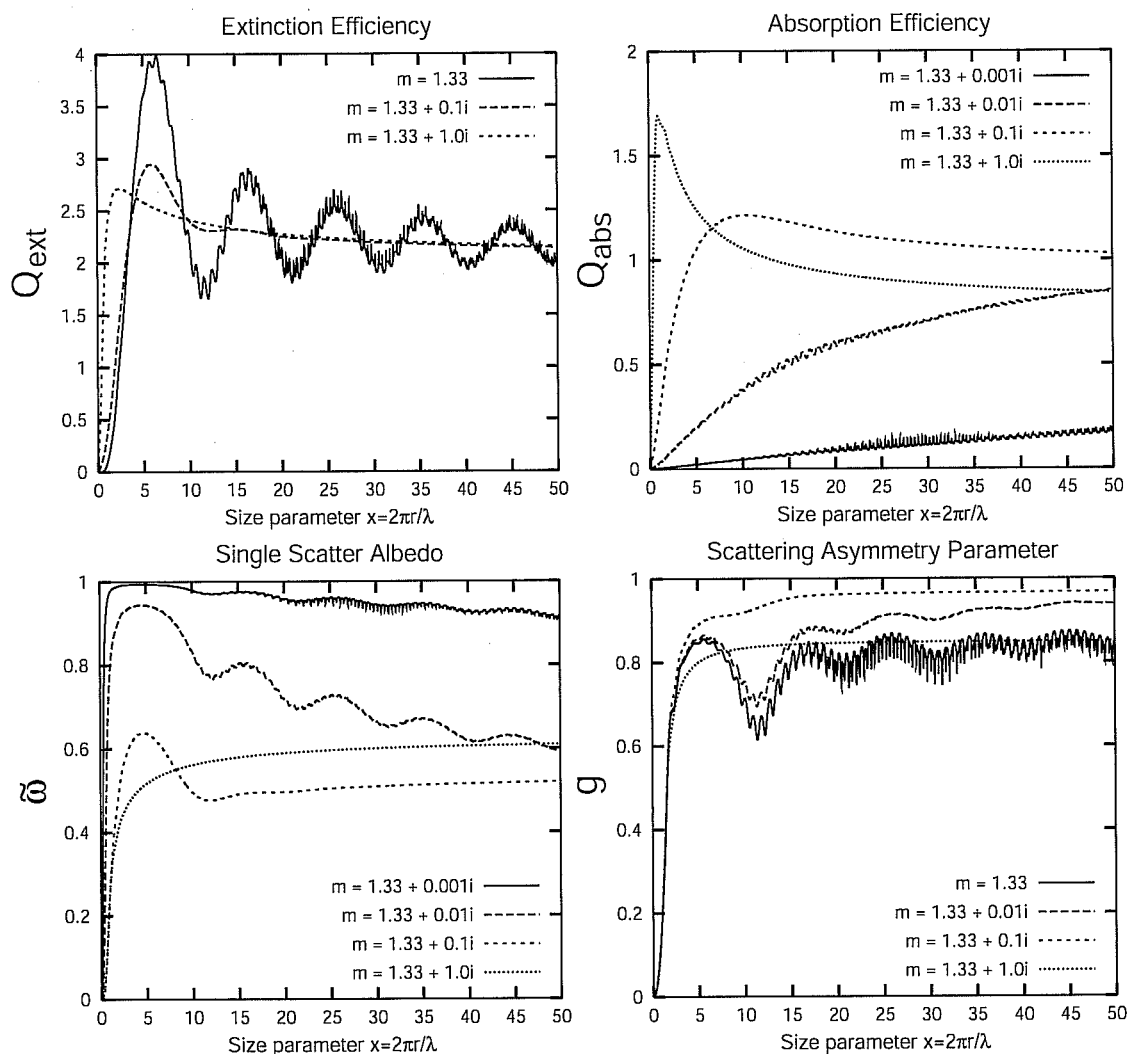 Extinction Efficiency
Q_ext
4
3.5
3
2.5
2
1.5
1
0.5
0
m = 1.33
m = 1.33 + 0.1i
m = 1.33 + 1.0i
0 5 10 15 20 25 30 35 40 45 50
Size parameter x=2πr/λ
Absorption Efficiency
Q_abs
2
1.5
1
0.5
0
m = 1.33 + 0.001i
m = 1.33 + 0.01i
m = 1.33 + 0.1i
m = 1.33 + 1.0i
0 5 10 15 20 25 30 35 40 45 50
Size parameter x=2πr/λ
Single Scatter Albedo
ω̃
1
0.8
0.6
0.4
0.2
0
m = 1.33 + 0.001i
m = 1.33 + 0.01i
m = 1.33 + 0.1i
m = 1.33 + 1.0i
0 5 10 15 20 25 30 35 40 45 50
Size parameter x=2πr/λ
Scattering Asymmetry Parameter
g
1
0.8
0.6
0.4
0.2
0
m = 1.33
m = 1.33 + 0.01i
m = 1.33 + 0.1i
m = 1.33 + 1.0i
0 5 10 15 20 25 30 35 40 45 50
Size parameter x=2πr/λ